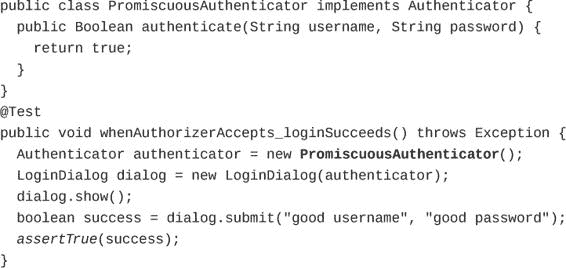 public class PromiscuousAuthenticator implements Authenticator {
  public Boolean authenticate(String username, String password) {
    return true;
  }
}
@Test
public void whenAuthorizerAccepts_loginSucceeds() throws Exception {
  Authenticator authenticator = new PromiscuousAuthenticator();
  LoginDialog dialog = new LoginDialog(authenticator);
  dialog.show();
  boolean success = dialog.submit("good username", "good password");
  assertTrue(success);
}